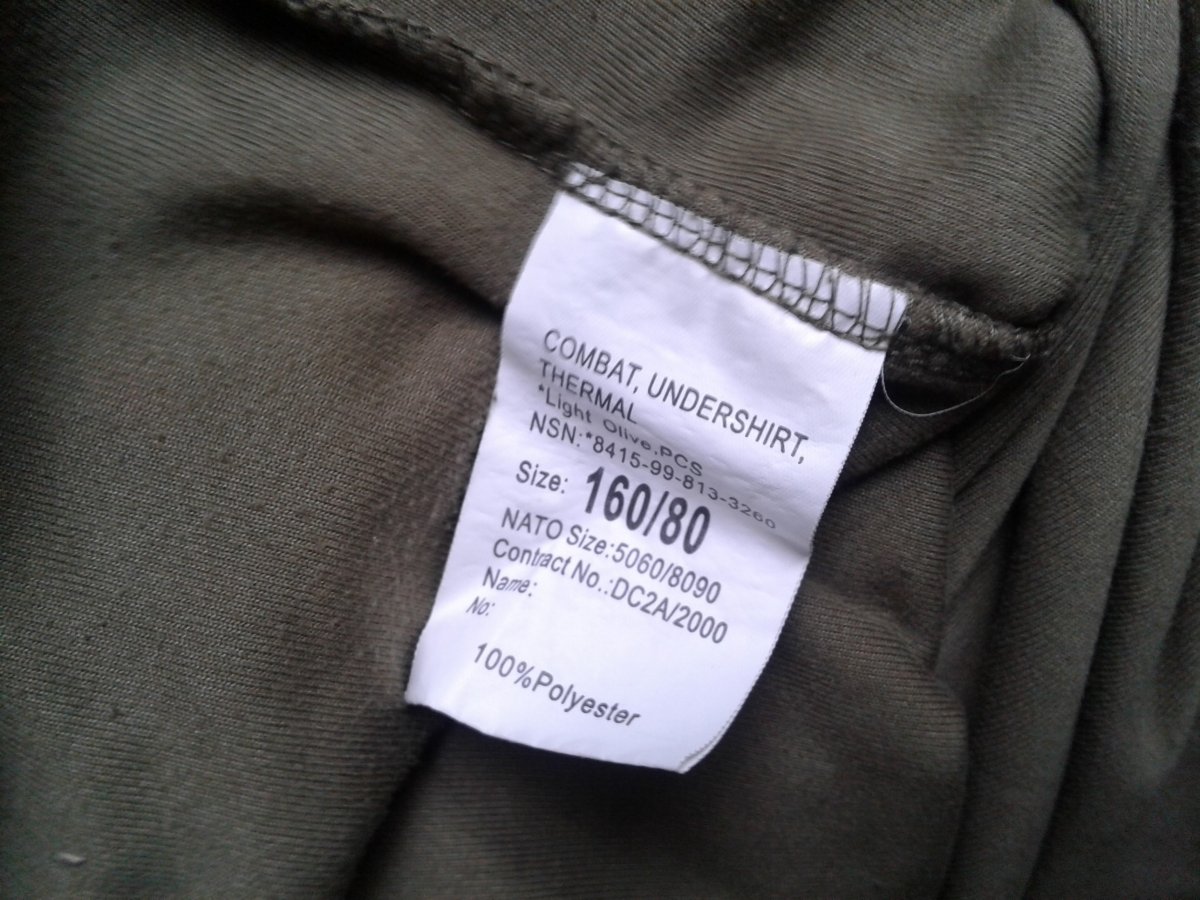 COMBAT, UNDERSHIRT,
THERMAL
*Light Olive,PCS
NSN:*8415-99-813-3260
Size: 160/80
NATO Size:5060/8090
Contract No.:DC2A/2000
Name:
No:
100%Polyester